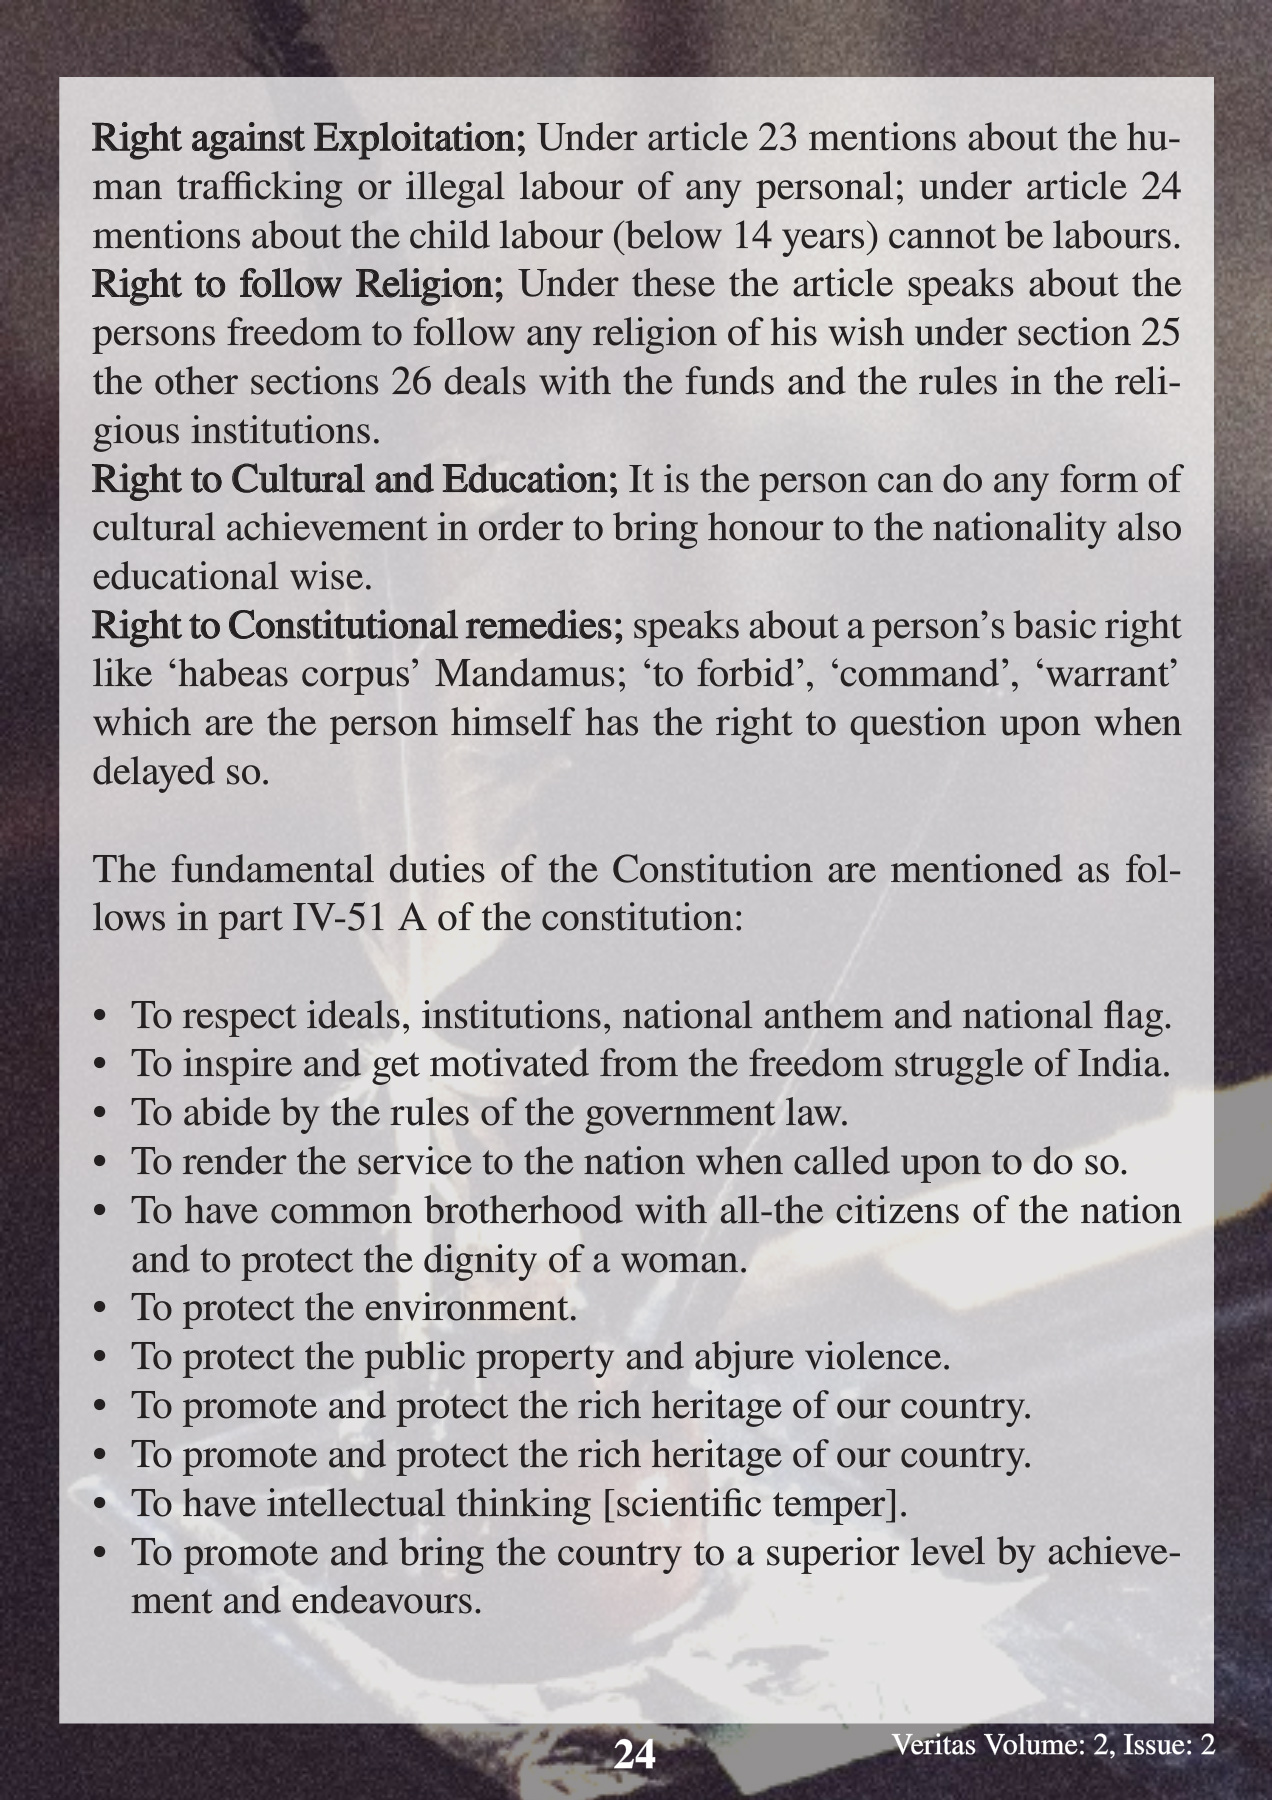 Right against Exploitation; Under article 23 mentions about the hu-
man trafficking or illegal labour of any personal; under article 24
mentions about the child labour (below 14 years) cannot be labours.
Right to follow Religion; Under these the article speaks about the
persons freedom to follow any religion of his wish under section 25
the other sections 26 deals with the funds and the rules in the reli-
gious institutions.
Right to Cultural and Education; It is the person can do any form of
cultural achievement in order to bring honour to the nationality also
educational wise.
Right to Constitutional remedies; speaks about a person’s basic right
like ‘habeas corpus’ Mandamus; ‘to forbid’, ‘command’, ‘warrant’
which are the person himself has the right to question upon when
delayed so.
The fundamental duties of the Constitution are mentioned as fol-
lows in part IV-51 A of the constitution:
• To respect ideals, institutions, national anthem and national flag.
• To inspire and get motivated from the freedom struggle of India.
• To abide by the rules of the government law.
• To render the service to the nation when called upon to do so.
• To have common brotherhood with all-the citizens of the nation
and to protect the dignity of a woman.
• To protect the environment.
• To protect the public property and abjure violence.
• To promote and protect the rich heritage of our country.
• To promote and protect the rich heritage of our country.
• To have intellectual thinking [scientific temper].
• To promote and bring the country to a superior level by achieve-
ment and endeavours.
24
Veritas Volume: 2, Issue: 2